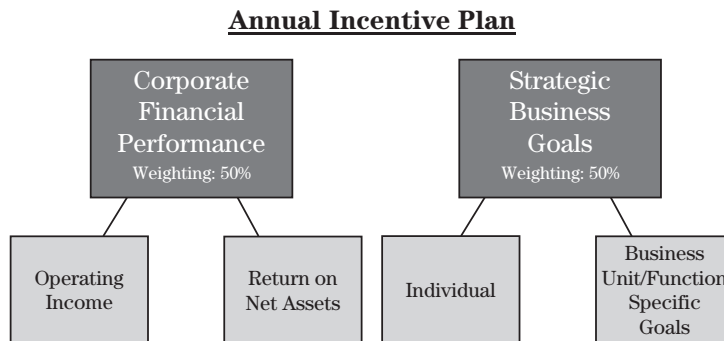 Annual Incentive Plan
Corporate
Financial
Performance
Weighting: 50%
Strategic
Business
Goals
Weighting: 50%
Operating
Income
Return on
Net Assets
Individual
Business
Unit/Function
Specific
Goals